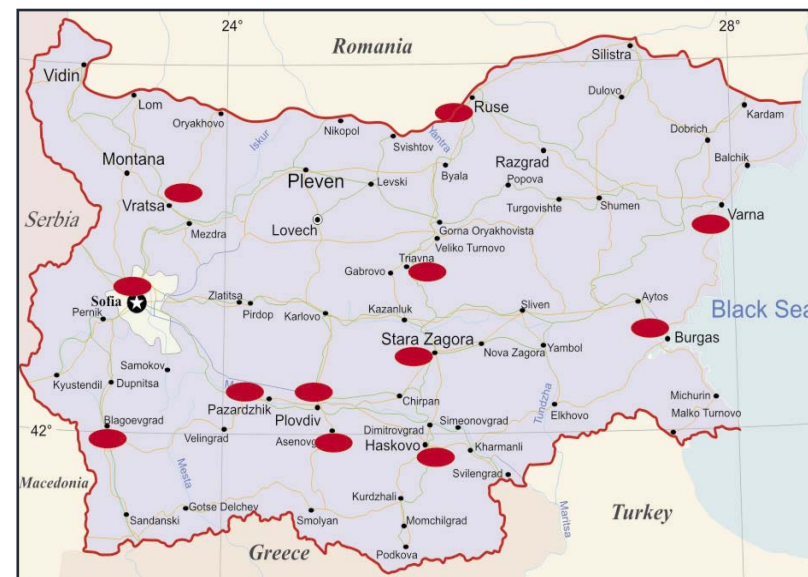 24°
Romania
28°
Silistra
Vidin
Lom
Dulovo
Oryakhovo
Ruse
Kardam
Nikopol
Iskur
Svishtov
Yantra
Dobrich
Montana
Razgrad
Balchik
Pleven
Byala
Levski
Popova
Vratsa
Turgovishte
Shumen
Varna
Serbia
Mezdra
Lovech
Gorna Oryakhovista
Veliko Turnovo
Triavna
Gabrovo
Sofia
Zlatitsa
Pirdop
Karlovo
Kazanluk
Sliven
Aytos
Black Sea
Pernik
Stara Zagora
Nova Zagora
Yambol
Burgas
Samokov
Kyustendil
Dupnitsa
Pazardzhik
Plovdiv
Chirpan
Tundzha
Elkhovo
Michurin
Malko Turnovo
42°
Blagoevgrad
Velingrad
Dimitrovgrad
Simeonovgrad
Haskovo
Kharmanli
Svilengrad
Macedonia
Mesta
Kurdzhali
Maritsa
Sandanski
Gotse Delchev
Smolyan
Momchilgrad
Turkey
Greece
Podkova